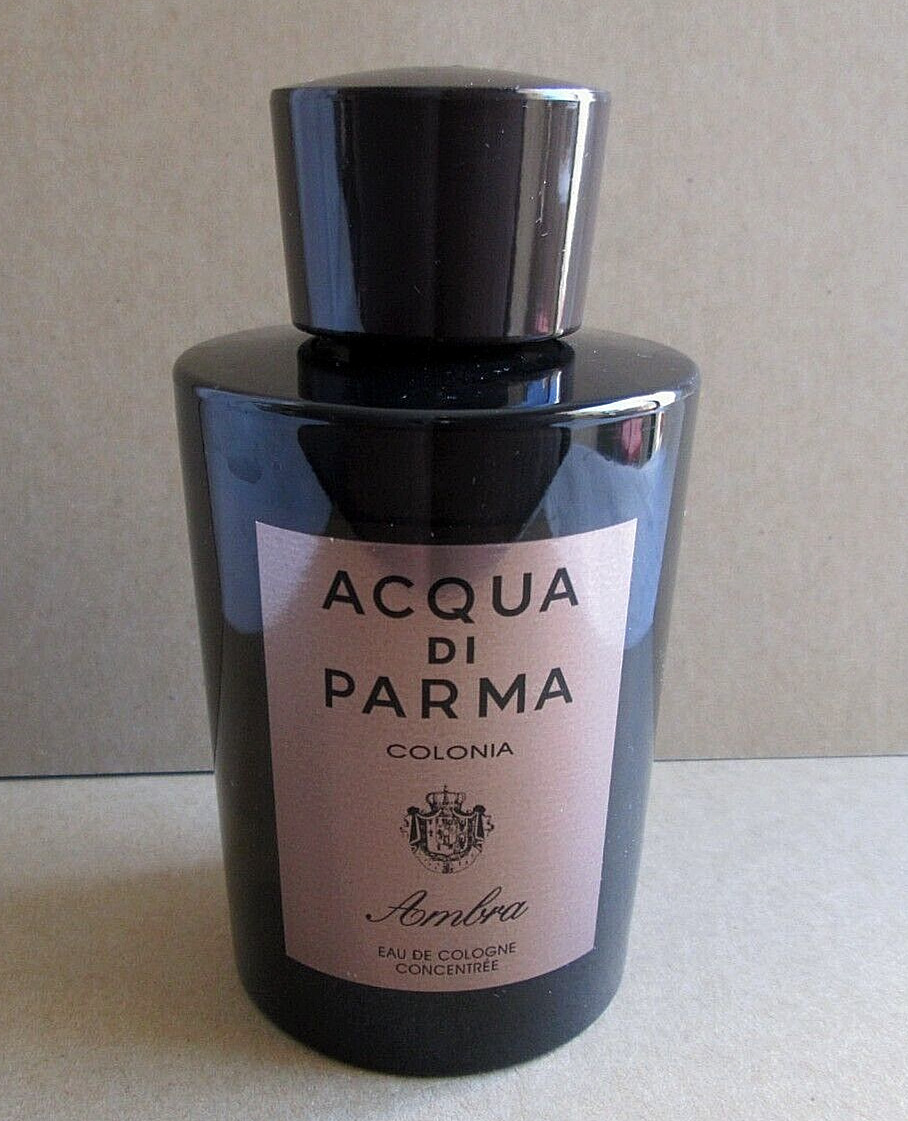 ACQUA
DI
PARMA
COLONIA
Ambra
EAU DE COLOGNE
CONCENTRÉE